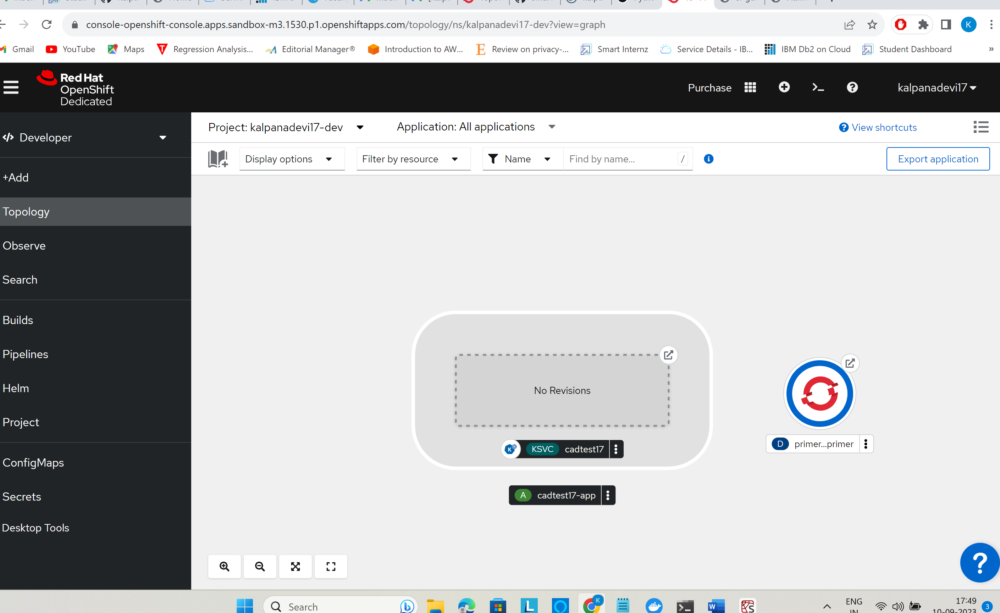 console-openshift-console.apps.sandbox-m3.1530.p1.openshiftapps.com/topology/ns/kalpanadevi17-dev?view=graph
K
Gmail YouTube Maps Regression Analysis... Editorial Manager® Introduction to AW... Review on privacy-... Smart Internz Service Details - IB... IBM Db2 on Cloud Student Dashboard »
Red Hat
OpenShift
Dedicated
Purchase
kalpanadevi17
Developer
+Add
Topology
Observe
Search
Builds
Pipelines
Helm
Project
ConfigMaps
Secrets
Desktop Tools
Project: kalpanadevi17-dev
Application: All applications
View shortcuts
Display options
Filter by resource
Name
Find by name...
/
Export application
No Revisions
KSVC cadtest17
A cadtest17-app
D primer...primer
Search
ENG
IN
17:49
10-09-2023
3